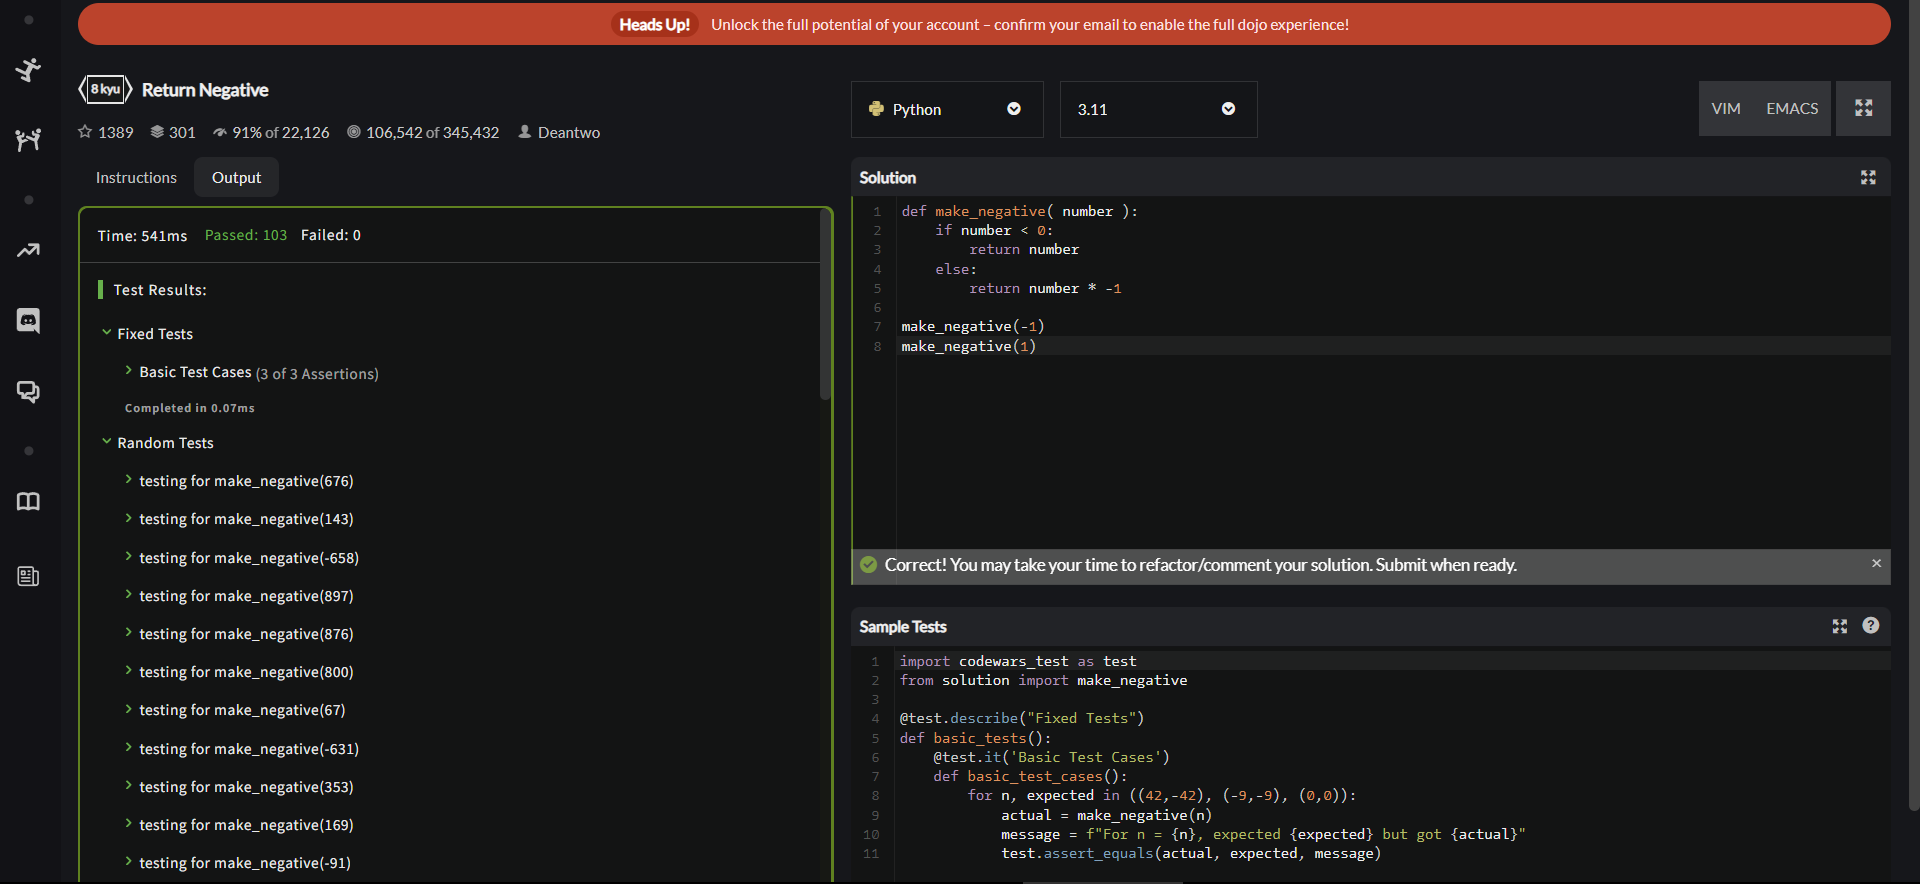 Heads Up! Unlock the full potential of your account – confirm your email to enable the full dojo experience!
8 kyu Return Negative
1389 301 91% of 22,126 106,542 of 345,432 Deantwo
Instructions Output
Time: 541ms Passed: 103 Failed: 0
Test Results:
Fixed Tests
Basic Test Cases (3 of 3 Assertions)
Completed in 0.07ms
Random Tests
testing for make_negative(676)
testing for make_negative(143)
testing for make_negative(-658)
testing for make_negative(897)
testing for make_negative(876)
testing for make_negative(800)
testing for make_negative(67)
testing for make_negative(-631)
testing for make_negative(353)
testing for make_negative(169)
testing for make_negative(-91)
Python 3.11 VIM EMACS
Solution
1 def make_negative( number ):
2     if number < 0:
3         return number
4     else:
5         return number * -1
6
7 make_negative(-1)
8 make_negative(1)
Correct! You may take your time to refactor/comment your solution. Submit when ready. ×
Sample Tests ?
1 import codewars_test as test
2 from solution import make_negative
3
4 @test.describe("Fixed Tests")
5 def basic_tests():
6     @test.it('Basic Test Cases')
7     def basic_test_cases():
8         for n, expected in ((42,-42), (-9,-9), (0,0)):
9             actual = make_negative(n)
10             message = f"For n = {n}, expected {expected} but got {actual}"
11             test.assert_equals(actual, expected, message)